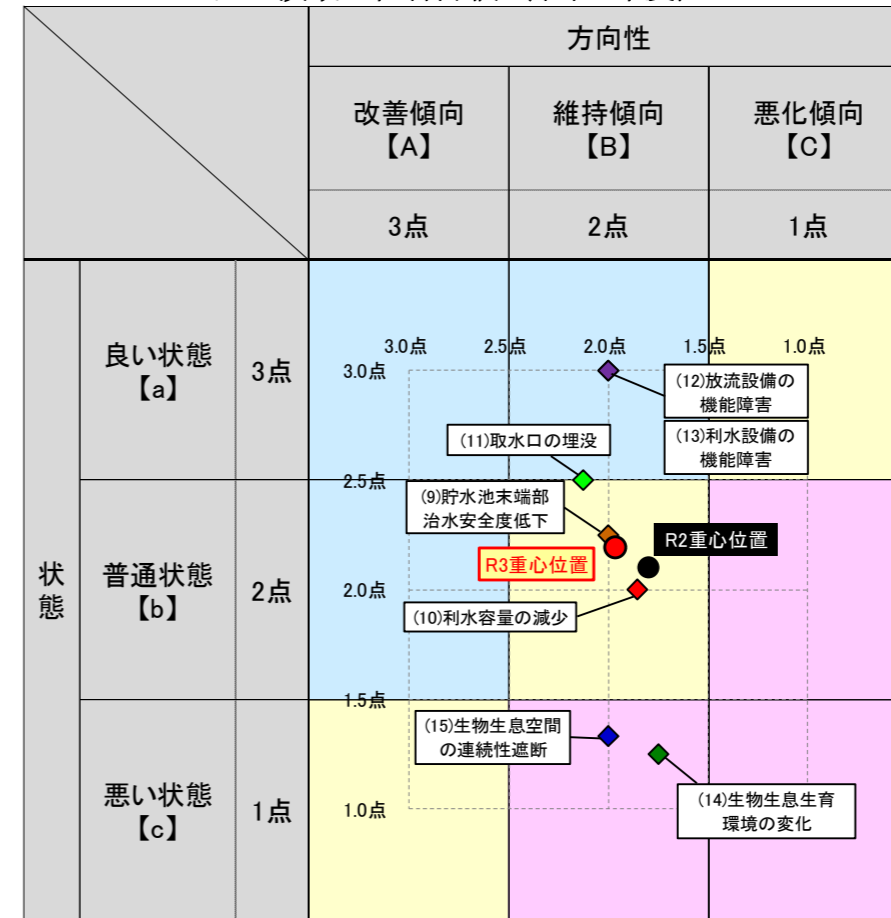 方向性
改善傾向
【A】
維持傾向
【B】
悪化傾向
【C】
3点
2点
1点
状態
良い状態
【a】
3点
普通状態
【b】
2点
悪い状態
【c】
1点
3.0点
2.5点
2.0点
1.5点
1.0点
3.0点
2.5点
2.0点
1.5点
1.0点
(12)放流設備の
機能障害
(13)利水設備の
機能障害
(11)取水口の埋没
(9)貯水池末端部
治水安全度低下
R2重心位置
R3重心位置
(10)利水容量の減少
(15)生物生息空間
の連続性遮断
(14)生物生息生育
環境の変化